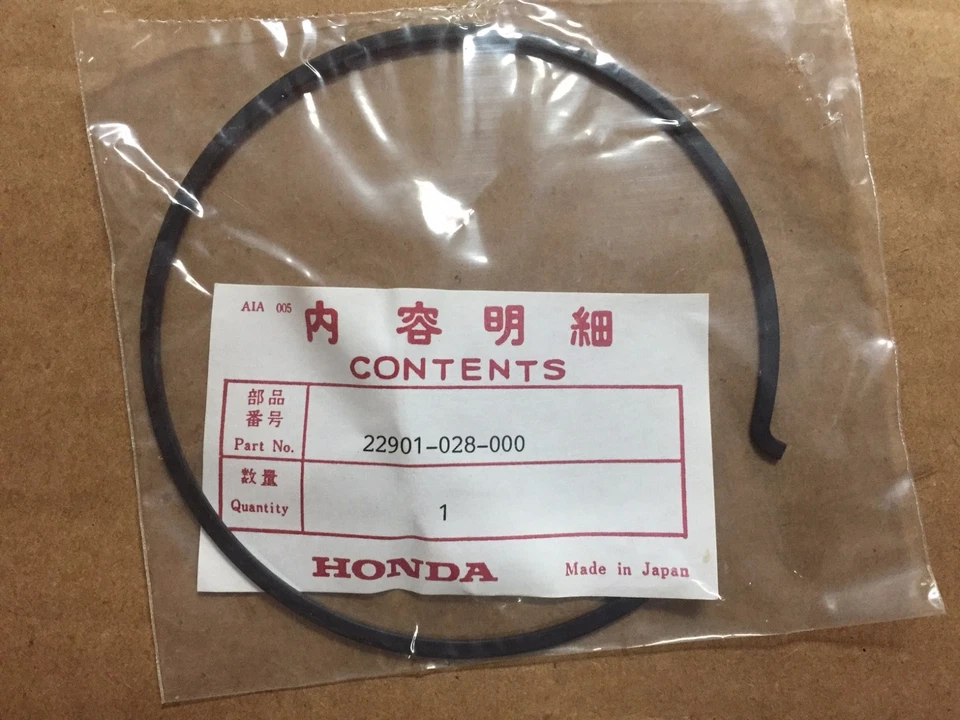 AIA 005
内容明細
CONTENTS
部品
番号
Part No.
22901-028-000
数量
Quantity
1
HONDA
Made in Japan